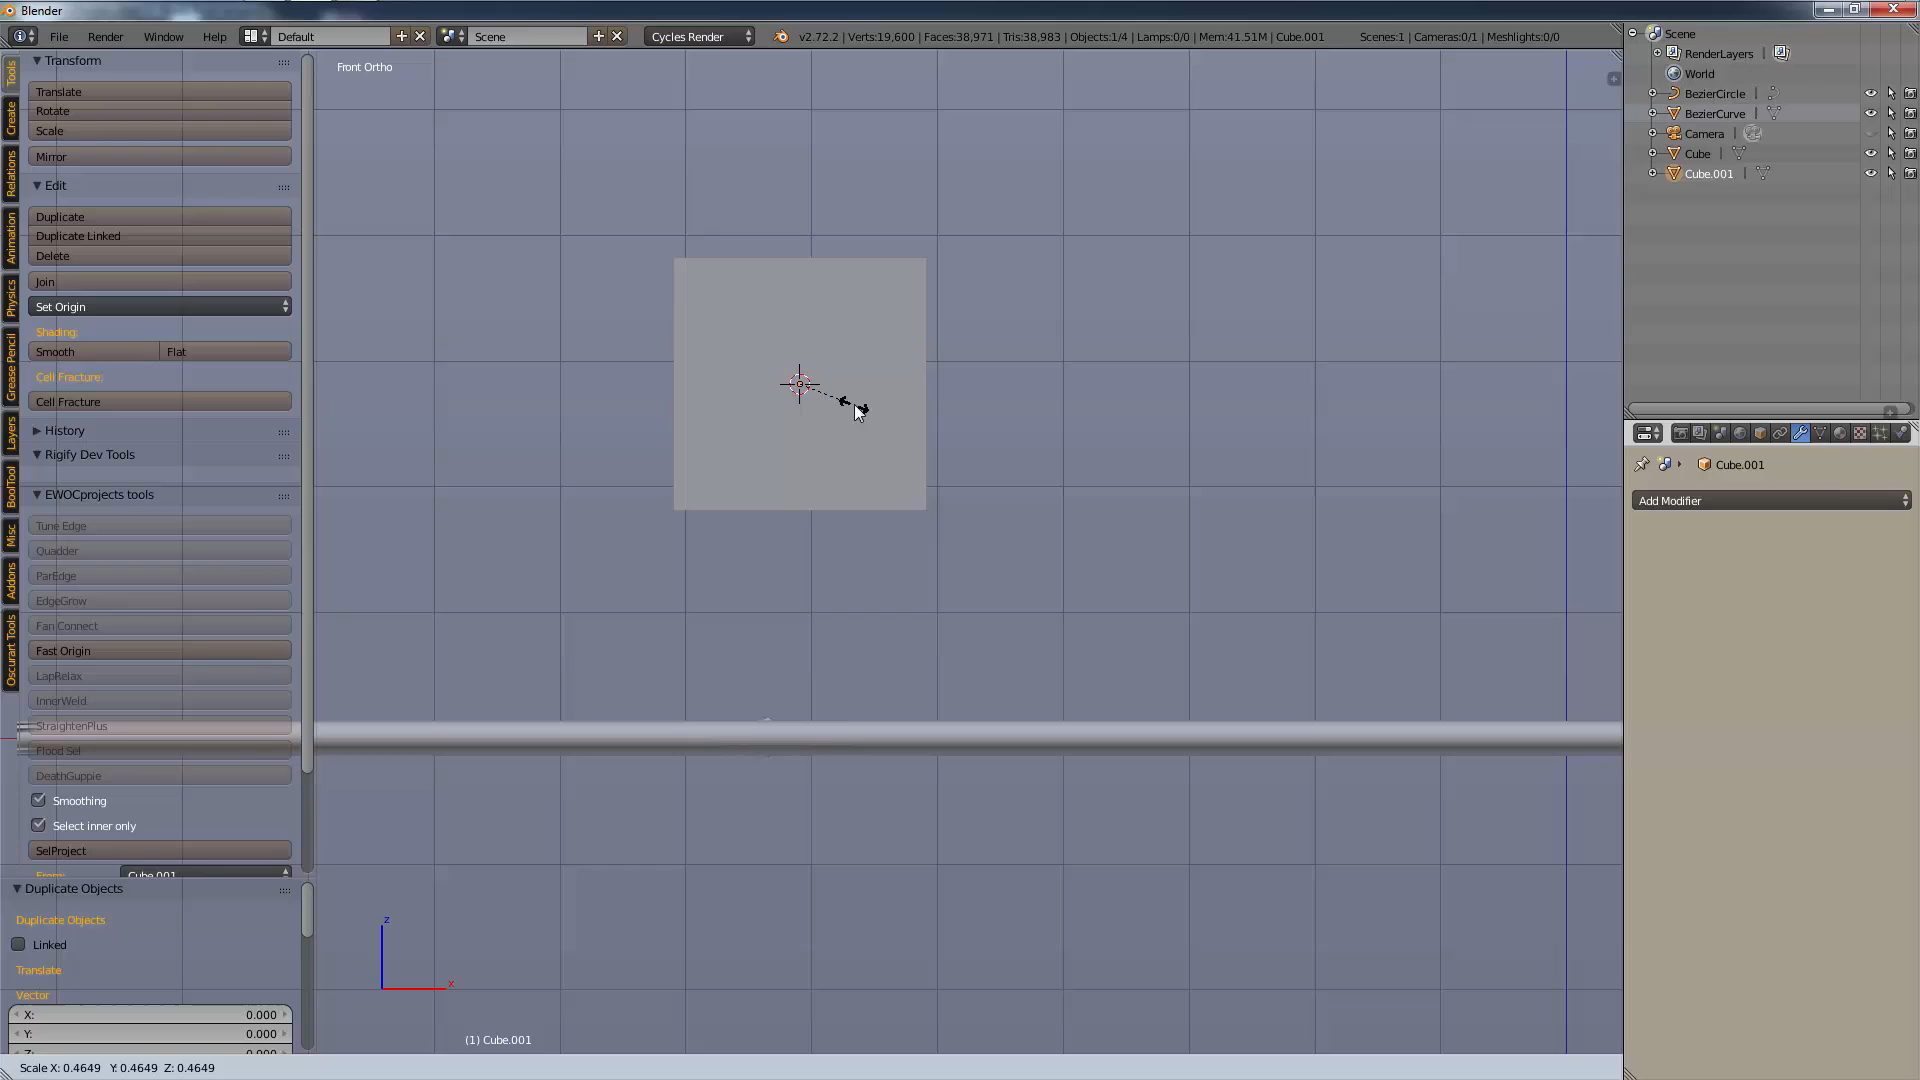 Blender
File Render Window Help Default Scene Cycles Render v2.72.2 | Verts:19,600 | Faces:38,971 | Tris:38,983 | Objects:1/4 | Lamps:0/0 | Mem:41.51M | Cube.001 Scenes:1 | Cameras:0/1 | Meshlights:0/0
Tools
Create
Relations
Animation
Physics
Grease Pencil
Layers
BoolTool
Misc
Addons
Oscurart Tools
Transform
Translate
Rotate
Scale
Mirror
Edit
Duplicate
Duplicate Linked
Delete
Join
Set Origin
Shading:
Smooth Flat
Cell Fracture:
Cell Fracture
History
Rigify Dev Tools
EWOCprojects tools
Tune Edge
Quadder
ParEdge
EdgeGrow
Fan Connect
Fast Origin
LapRelax
InnerWeld
StraightenPlus
Flood Sel
DeathGuppie
Smoothing
Select inner only
SelProject
From: Cube.001
Duplicate Objects
Duplicate Objects
Linked
Translate
Vector
X: 0.000
Y: 0.000
Z: 0.000
Scale X: 0.4649 Y: 0.4649 Z: 0.4649
Front Ortho
z
x
(1) Cube.001
Scene
RenderLayers
World
BezierCircle
BezierCurve
Camera
Cube
Cube.001
Cube.001
Add Modifier